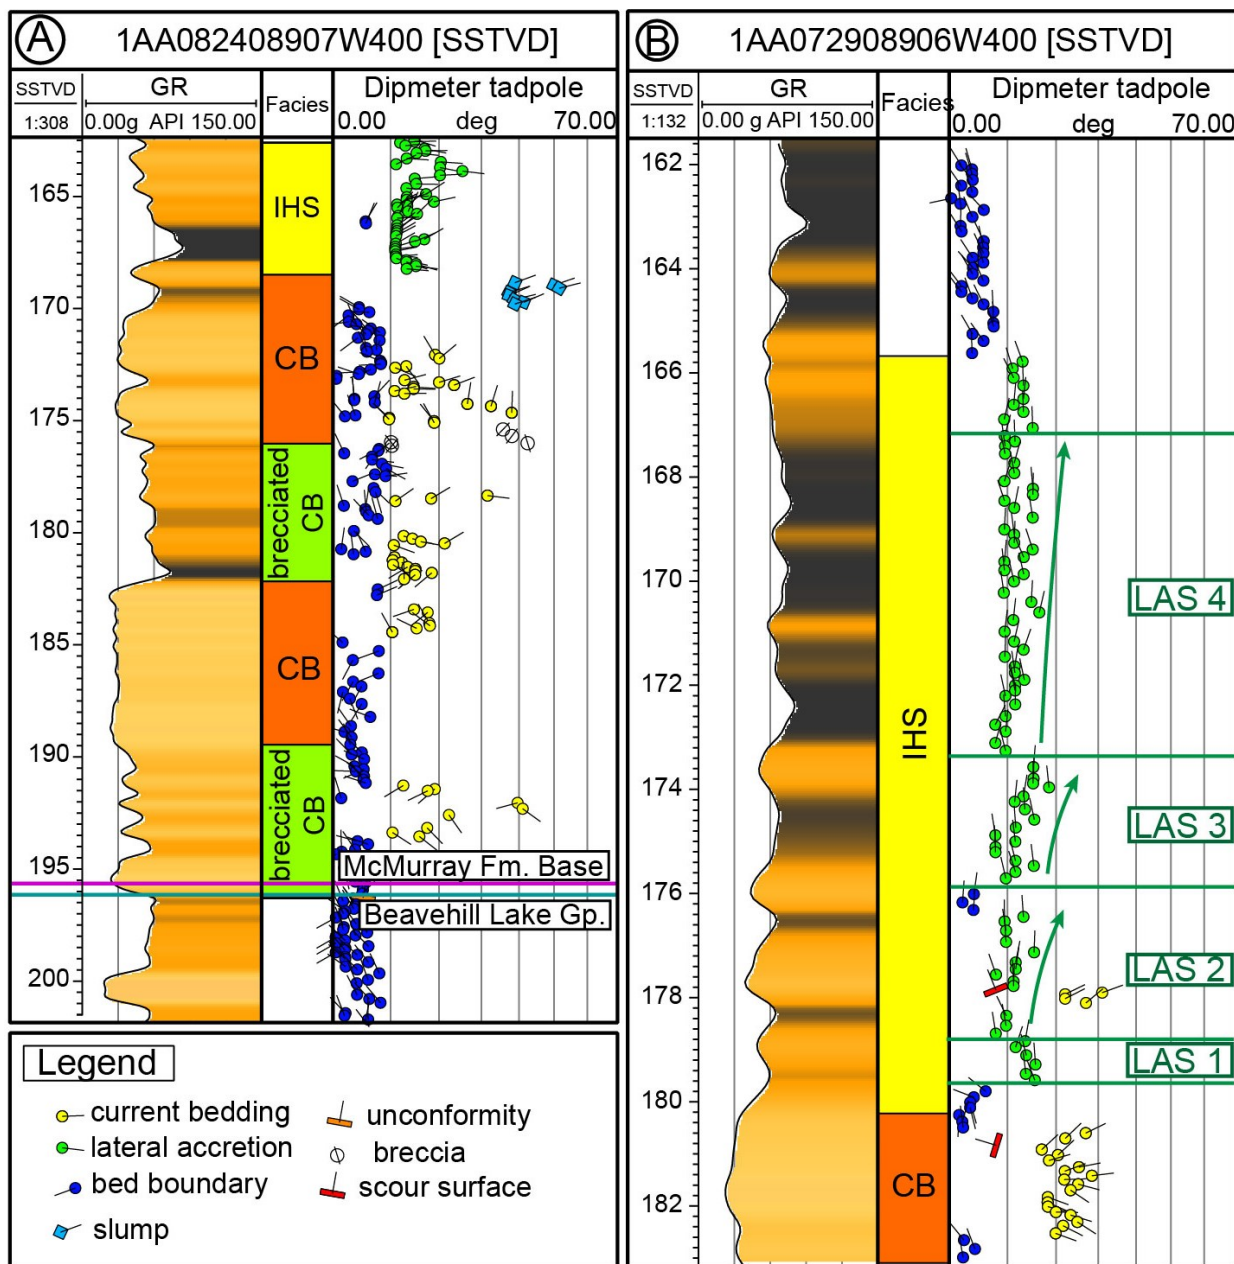 A 1AA082408907W400 [SSTVD]
SSTVD GR Facies Dipmeter tadpole
1:308 0.00g API 150.00 0.00 deg 70.00
165
170
175
180
185
190
195
200
IHS
CB
brecciated CB
CB
brecciated CB
McMurray Fm. Base
Beavehill Lake Gp.
Legend
current bedding
lateral accretion
bed boundary
slump
unconformity
breccia
scour surface
B 1AA072908906W400 [SSTVD]
SSTVD GR Facies Dipmeter tadpole
1:132 0.00 g API 150.00 0.00 deg 70.00
162
164
166
168
170
172
174
176
178
180
182
IHS
CB
LAS 4
LAS 3
LAS 2
LAS 1